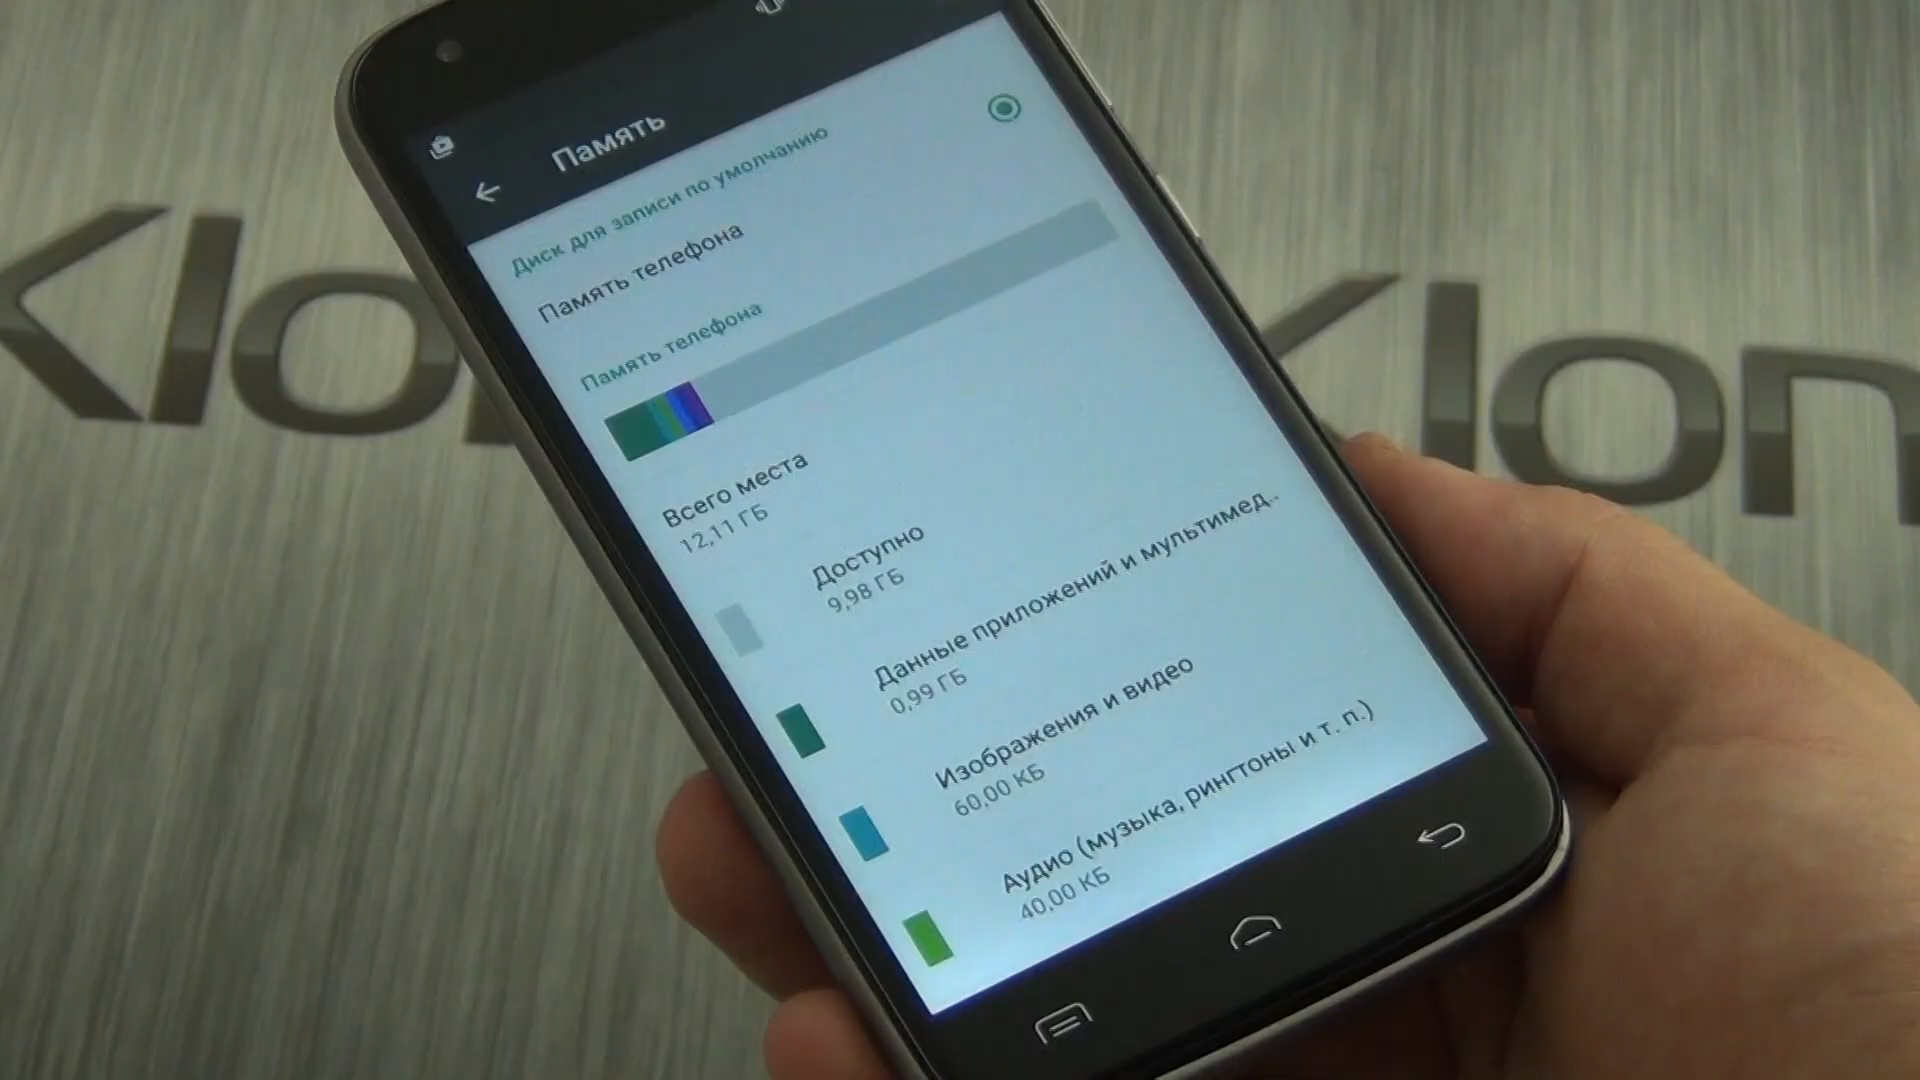 Память
Диск для записи по умолчанию
Память телефона
Память телефона
Всего места
12,11 ГБ
Доступно
9,98 ГБ
Данные приложений и мультимед..
0,99 ГБ
Изображения и видео
60,00 КБ
Аудио (музыка, рингтоны и т. п.)
40,00 КБ
Klon